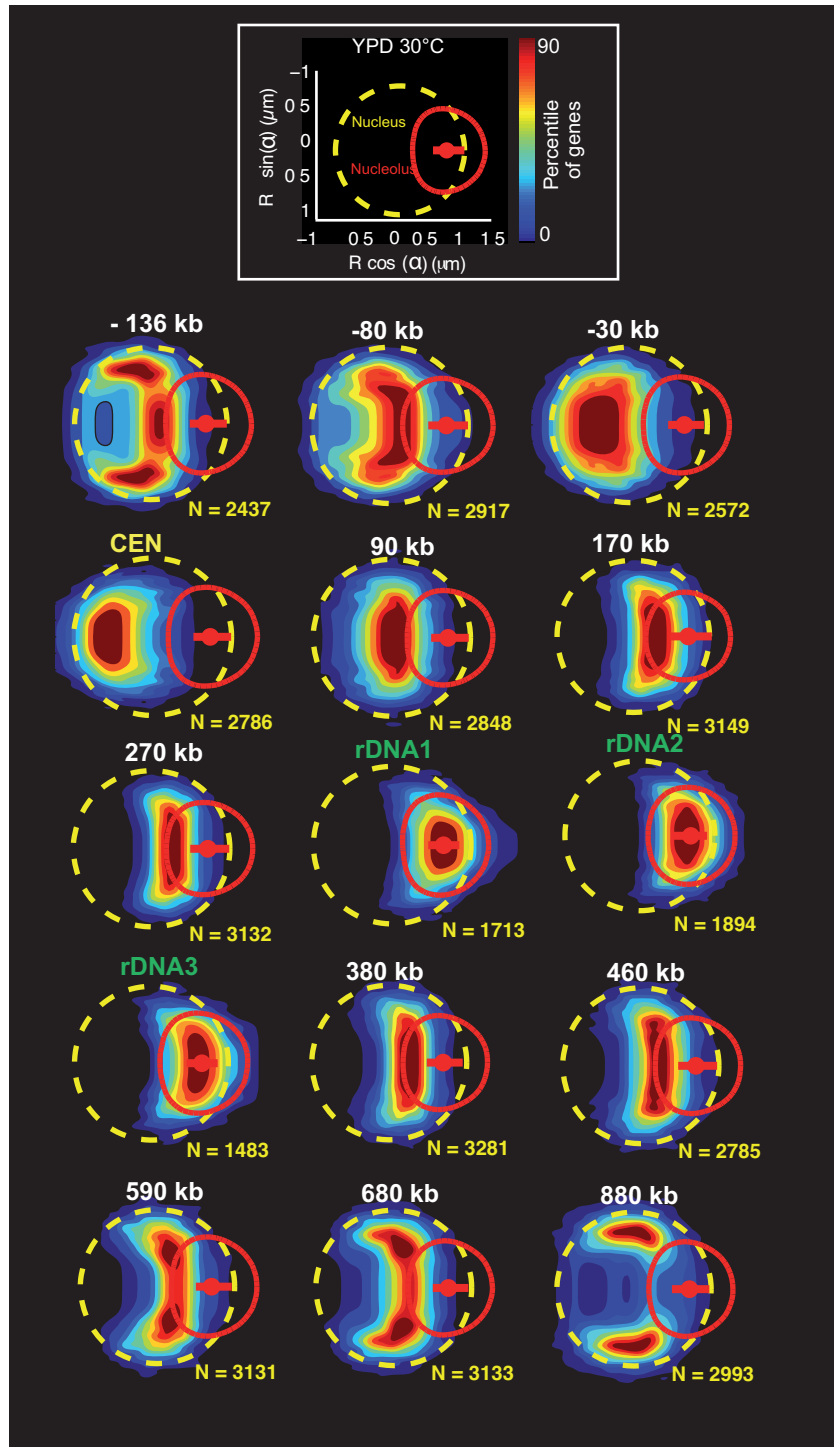 YPD 30°C
90
−1
0 5
0
0 5
1
R sin(α) (μm)
Nucleus
Nucleolus
Percentile
of genes
0
−1
0 5
0
0 5
1
1 5
R cos (α) (μm)
- 136 kb
-80 kb
-30 kb
N = 2437
N = 2917
N = 2572
CEN
90 kb
170 kb
N = 2786
N = 2848
N = 3149
270 kb
rDNA1
rDNA2
N = 3132
N = 1713
N = 1894
rDNA3
380 kb
460 kb
N = 1483
N = 3281
N = 2785
590 kb
680 kb
880 kb
N = 3131
N = 3133
N = 2993